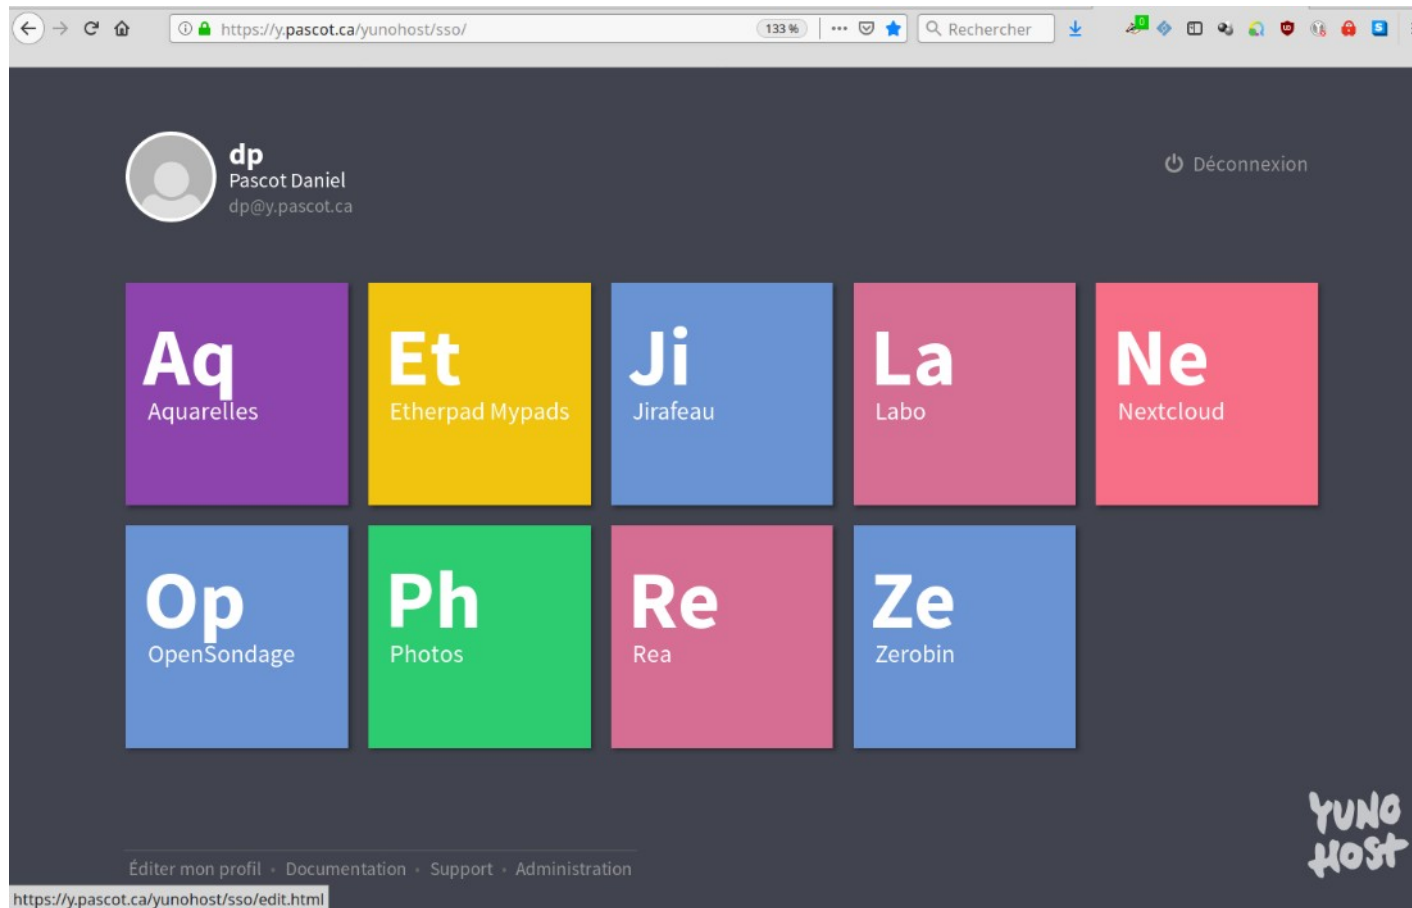 https://y.pascot.ca/yunohost/sso/
133 %
Rechercher
0
dp
Pascot Daniel
dp@y.pascot.ca
Déconnexion
Aq
Aquarelles
Et
Etherpad Mypads
Ji
Jirafeau
La
Labo
Ne
Nextcloud
Op
OpenSondage
Ph
Photos
Re
Rea
Ze
Zerobin
YUNO
HOST
Éditer mon profil • Documentation • Support • Administration
https://y.pascot.ca/yunohost/sso/edit.html